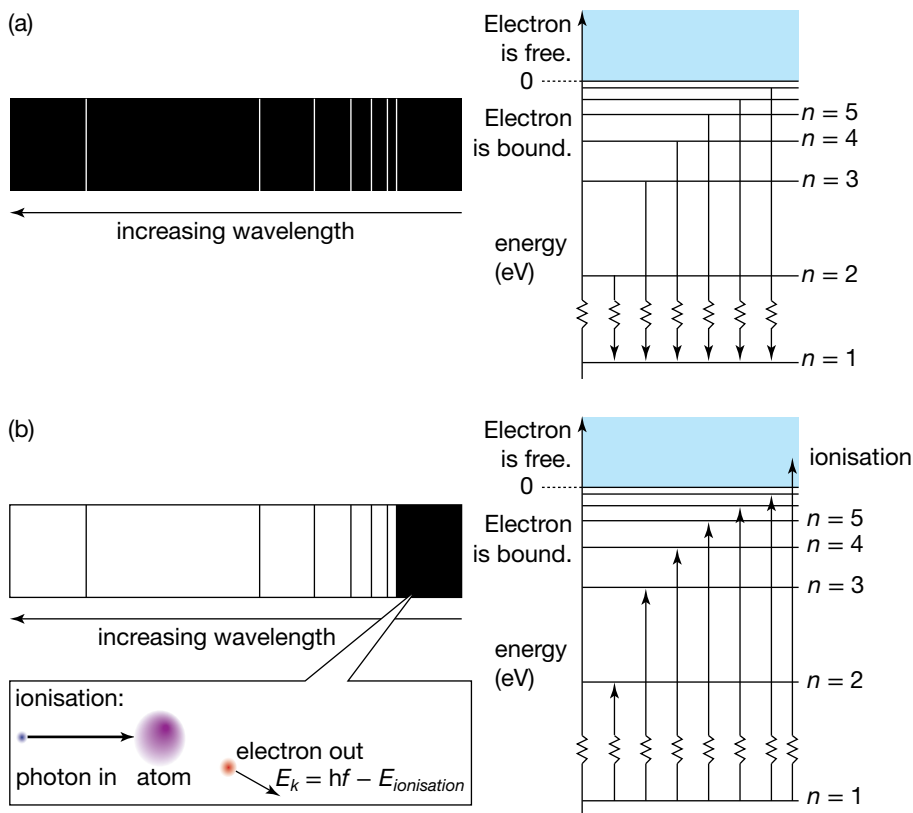 (a)
increasing wavelength
Electron
is free.
0
Electron
is bound.
energy
(eV)
n = 5
n = 4
n = 3
n = 2
n = 1
(b)
increasing wavelength
ionisation:
photon in
atom
electron out
E_k = hf – E_ionisation
Electron
is free.
0
Electron
is bound.
energy
(eV)
ionisation
n = 5
n = 4
n = 3
n = 2
n = 1